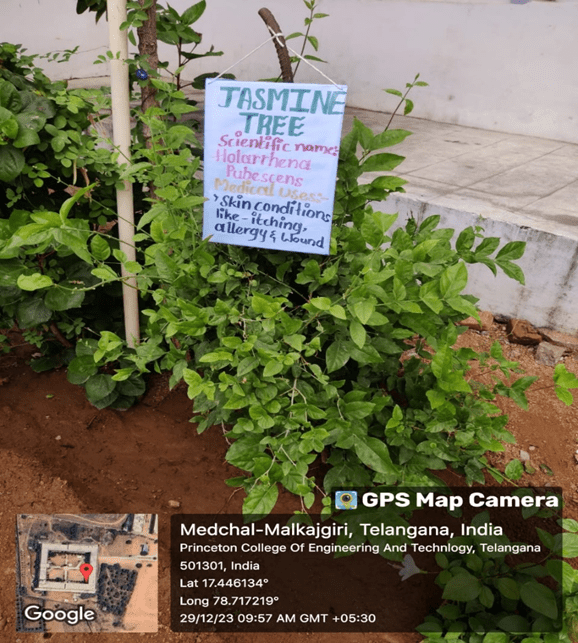 JASMINE
TREE
Scientific name:
Holarrhena
Pubescens
Medical Uses:-
'Skin conditions
like - itching,
allergy & Wound
GPS Map Camera
Medchal-Malkajgiri, Telangana, India
Princeton College Of Engineering And Technlogy, Telangana
501301, India
Lat 17.446134°
Long 78.717219°
29/12/23 09:57 AM GMT +05:30
Google